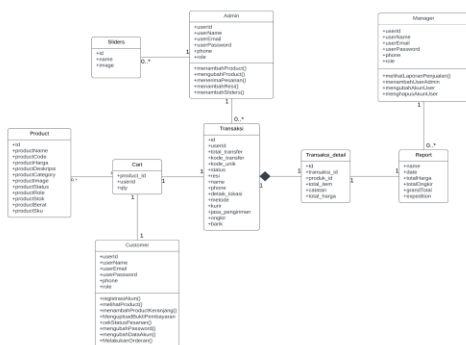 Admin
+userId
+userName
+userEmail
+userPassword
+phone
+role
+menambahProduct()
+mengubahProduct()
+menerimaPesanan()
+menambahResi()
+menambahSliders()
Manager
+userId
+userName
+userEmail
+userPassword
+phone
+role
+melihatLaporanPenjualan()
+menambahUserAdmin
+mengubahAkunUser
+menghapusAkunUser
Sliders
+id
+name
+image
1
0..*
1
1
0..*
0..*
Product
+id
+productName
+productCode
+productHarga
+productDeskripsi
+productCategory
+productImage
+productStatus
+productRole
+productStok
+productBerat
+productSku
Cart
+product_id
+userId
+qty
1
1
1
1
Transaksi
+id
+userId
+total_transfer
+kode_transfer
+kode_unik
+status
+resi
+name
+phone
+detail_lokasi
+metode
+kurir
+jasa_pengiriman
+ongkir
+bank
1
1
Transaksi_detail
+id
+transaksi_id
+produk_id
+total_item
+catatan
+total_harga
1
1
Report
+name
+date
+totalHarga
+totalOngkir
+grandTotal
+expedition
Customer
+userId
+userName
+userEmail
+userPassword
+phone
+role
+registrasiAkun()
+melihatProduct()
+menambahProductKeranjang()
+MenguploadBuktiPembayaran
+cekStatusPesanan()
+mengubahPassword()
+mengubahDataAkun()
+MelakukanOrderan()